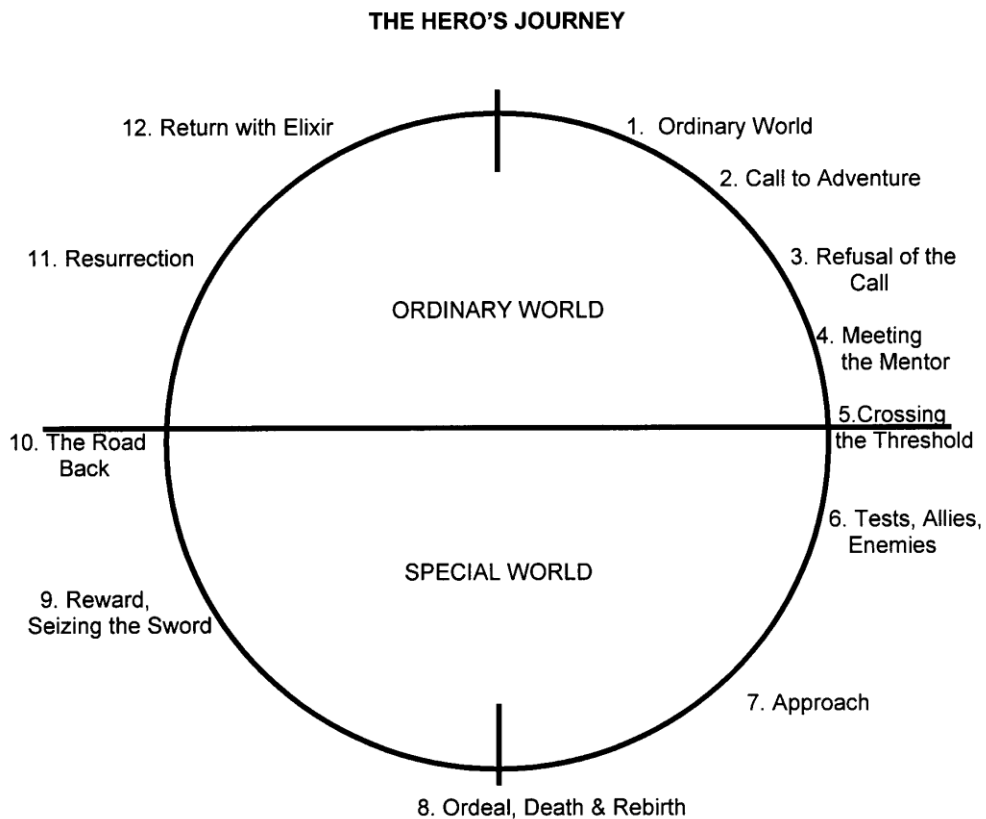 THE HERO'S JOURNEY
12. Return with Elixir
1. Ordinary World
2. Call to Adventure
3. Refusal of the
Call
11. Resurrection
ORDINARY WORLD
4. Meeting
the Mentor
5.Crossing
the Threshold
10. The Road
Back
6. Tests, Allies,
Enemies
SPECIAL WORLD
9. Reward,
Seizing the Sword
7. Approach
8. Ordeal, Death & Rebirth